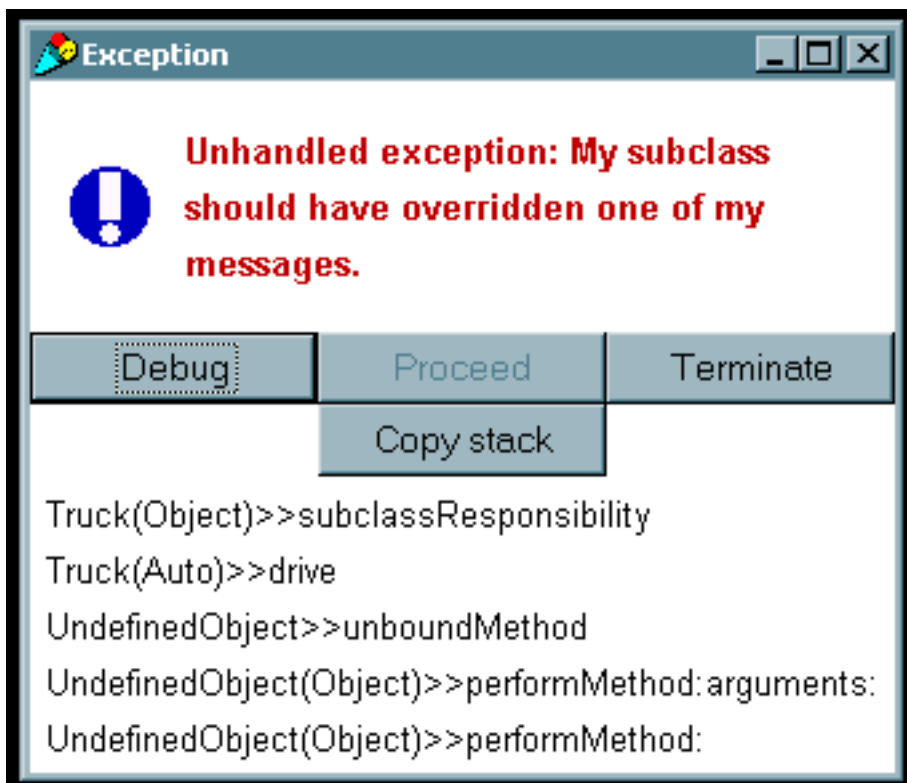 Exception
Unhandled exception: My subclass
should have overridden one of my
messages.
Debug Proceed Terminate
Copy stack
Truck(Object)>>subclassResponsibility
Truck(Auto)>>drive
UndefinedObject>>unboundMethod
UndefinedObject(Object)>>performMethod:arguments:
UndefinedObject(Object)>>performMethod: